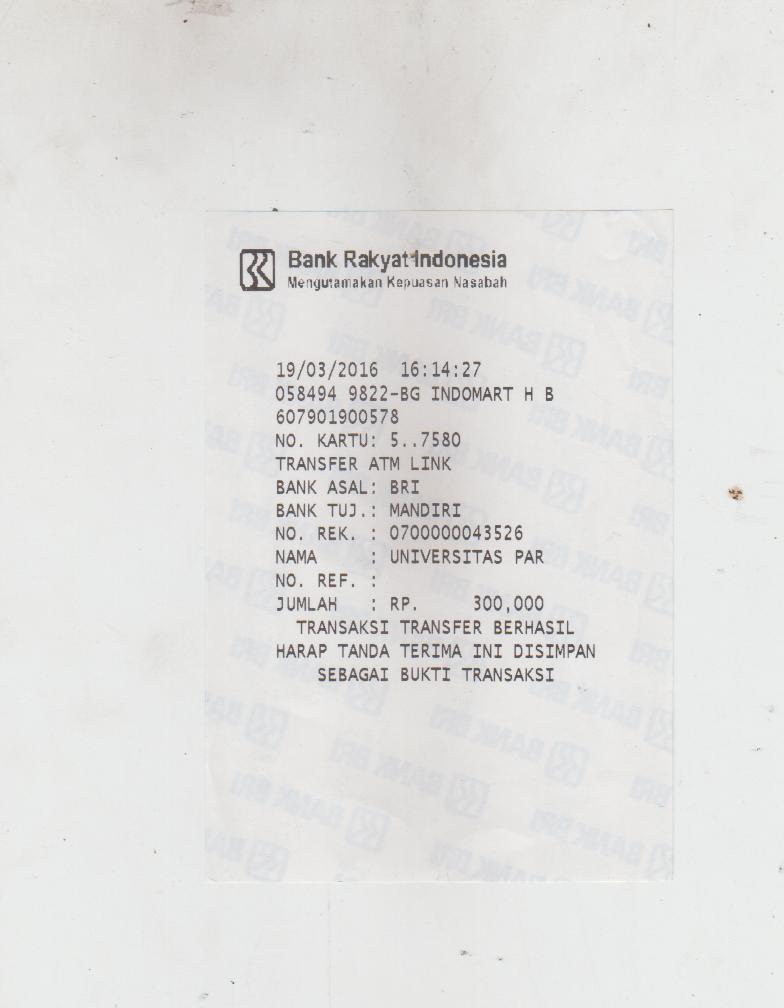 Bank Rakyat Indonesia
Mengutamakan Kepuasan Nasabah
19/03/2016 16:14:27
058494 9822-BG INDOMART H B
607901900578
NO. KARTU: 5..7580
TRANSFER ATM LINK
BANK ASAL: BRI
BANK TUJ.: MANDIRI
NO. REK. : 0700000043526
NAMA : UNIVERSITAS PAR
NO. REF. :
JUMLAH : RP. 300,000
TRANSAKSI TRANSFER BERHASIL
HARAP TANDA TERIMA INI DISIMPAN
SEBAGAI BUKTI TRANSAKSI